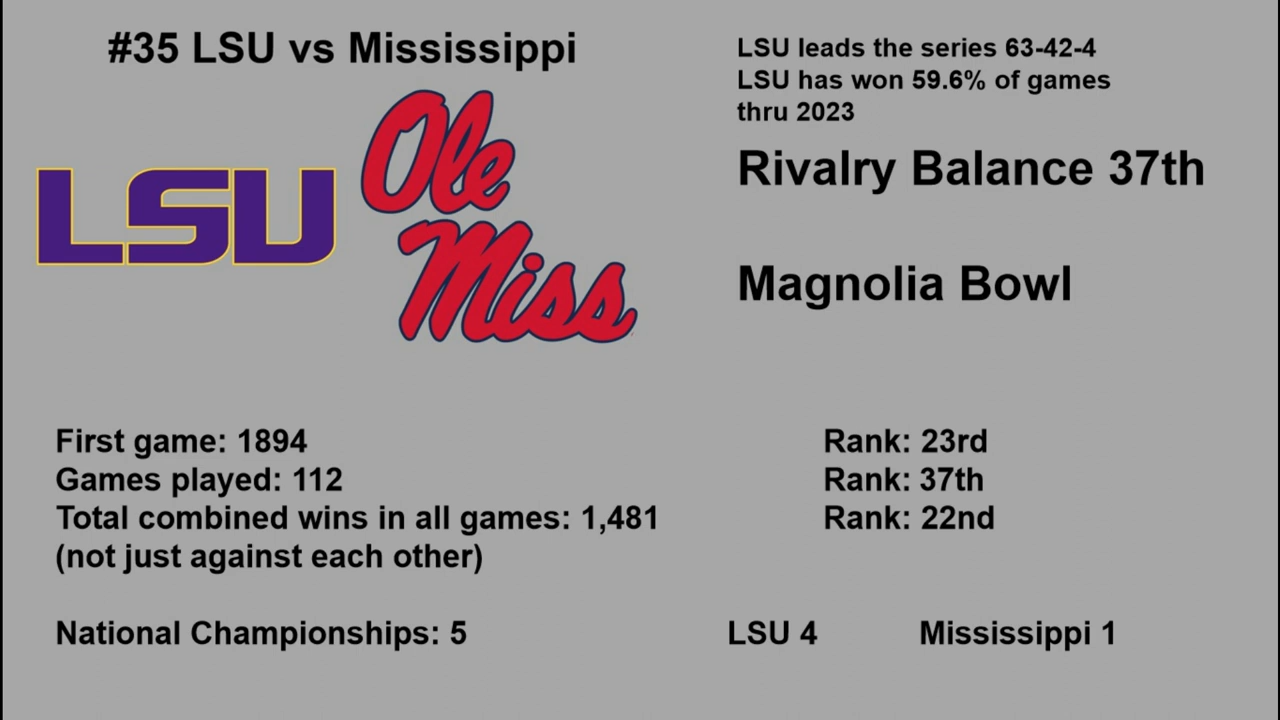 #35 LSU vs Mississippi
LSU
Ole
Miss
LSU leads the series 63-42-4
LSU has won 59.6% of games
thru 2023
Rivalry Balance 37th
Magnolia Bowl
First game: 1894
Rank: 23rd
Games played: 112
Rank: 37th
Total combined wins in all games: 1,481
Rank: 22nd
(not just against each other)
National Championships: 5
LSU 4
Mississippi 1